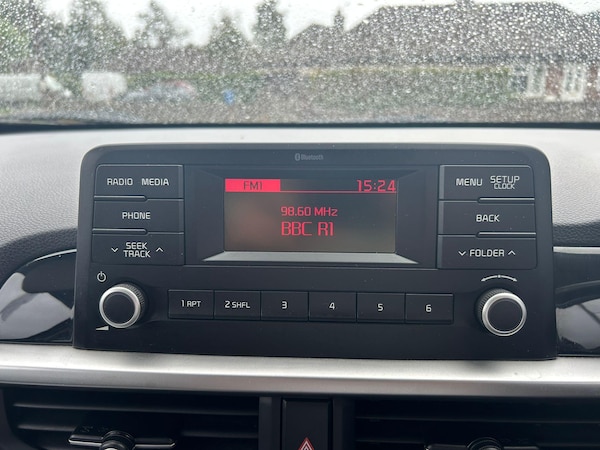 Bluetooth
RADIO MEDIA
PHONE
SEEK
TRACK
FM1 15:24
98.60 MHz
BBC R1
MENU SETUP
CLOCK
BACK
FOLDER
1 RPT 2 SHFL 3 4 5 6